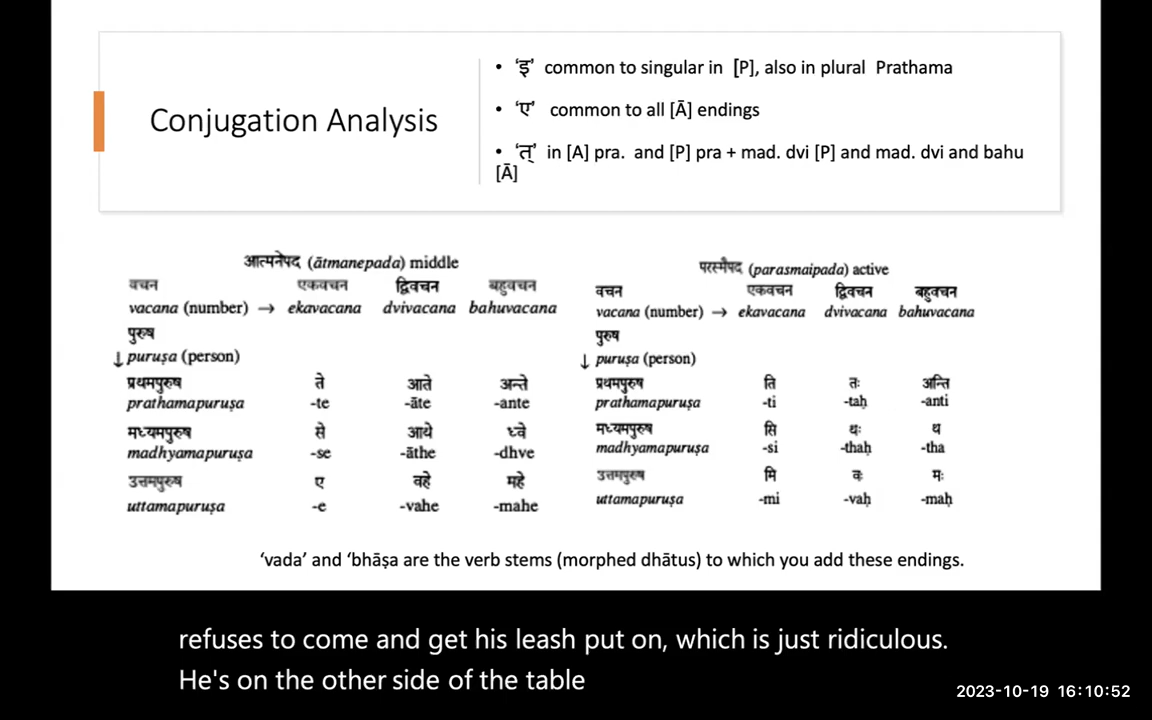 Conjugation Analysis
• ‘इ’ common to singular in [P], also in plural Prathama
• ‘ए’ common to all [Ā] endings
• ‘त्’ in [A] pra. and [P] pra + mad. dvi [P] and mad. dvi and bahu
[Ā]
आत्मनेपद (ātmanepada) middle
वचन एकवचन द्विवचन बहुवचन
vacana (number) → ekavacana dvivacana bahuvacana
पुरुष
↓ puruṣa (person)
प्रथमपुरुष ते आते अन्ते
prathamapuruṣa -te -āte -ante
मध्यमपुरुष से आथे ध्वे
madhyamapuruṣa -se -āthe -dhve
उत्तमपुरुष ए वहे महे
uttamapuruṣa -e -vahe -mahe
परस्मैपद (parasmaipada) active
वचन एकवचन द्विवचन बहुवचन
vacana (number) → ekavacana dvivacana bahuvacana
पुरुष
↓ puruṣa (person)
प्रथमपुरुष ति तः अन्ति
prathamapuruṣa -ti -taḥ -anti
मध्यमपुरुष सि थः थ
madhyamapuruṣa -si -thaḥ -tha
उत्तमपुरुष मि वः मः
uttamapuruṣa -mi -vaḥ -maḥ
‘vada’ and ‘bhāṣa are the verb stems (morphed dhātus) to which you add these endings.
refuses to come and get his leash put on, which is just ridiculous.
He's on the other side of the table
2023-10-19 16:10:52